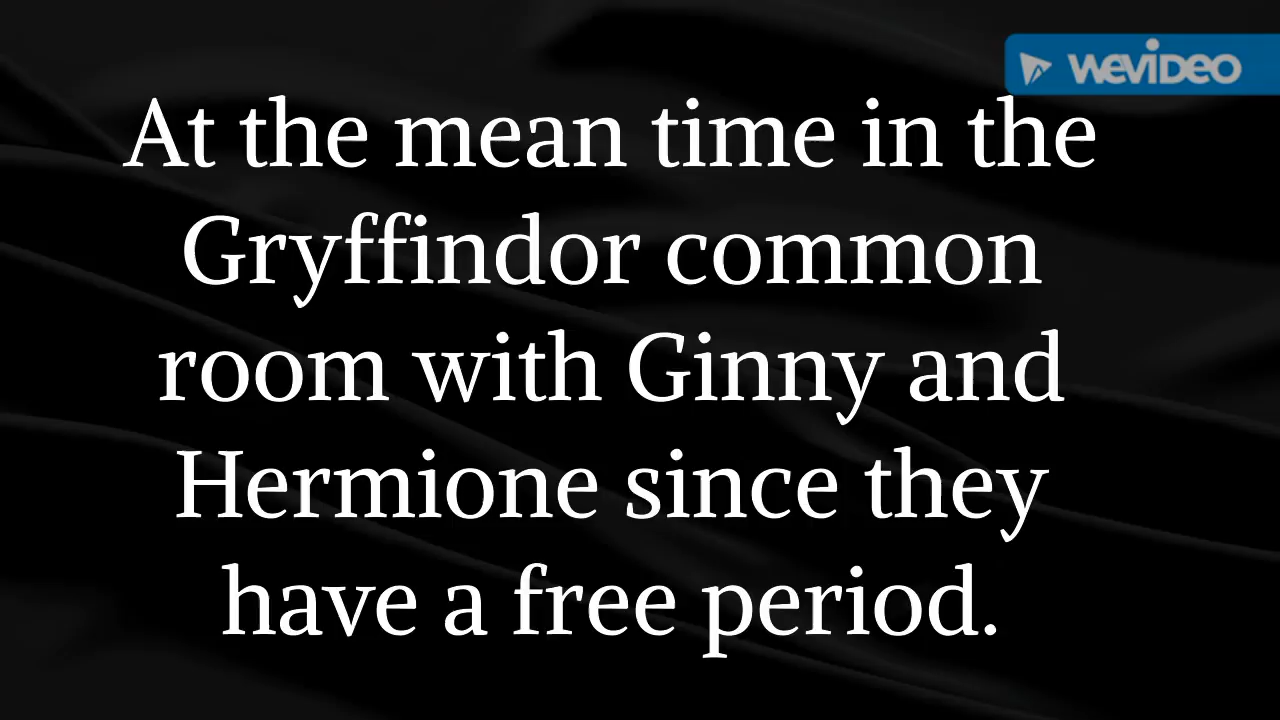 WEVIDEO
At the mean time in the
Gryffindor common
room with Ginny and
Hermione since they
have a free period.